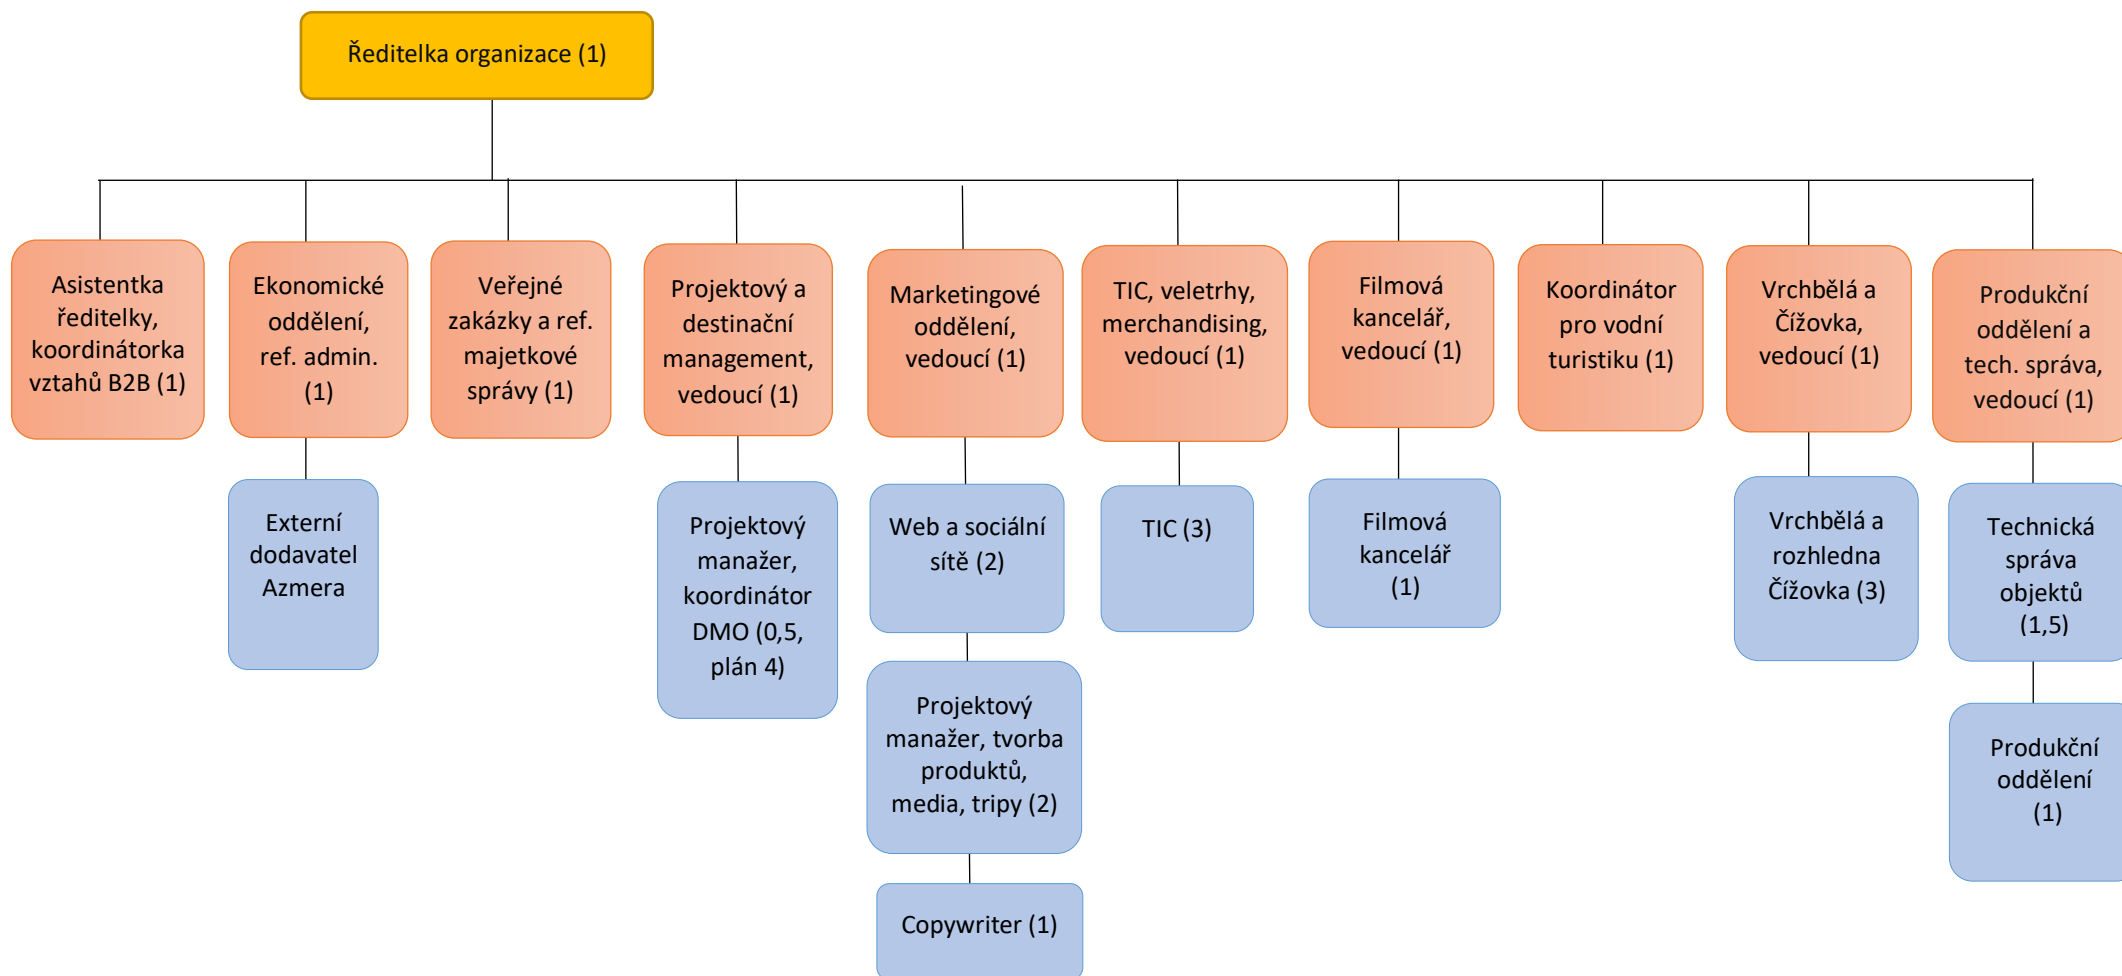 Ředitelka organizace (1)
Asistentka
ředitelky,
koordinátorka
vztahů B2B (1)
Ekonomické
oddělení,
ref. admin.
(1)
Veřejné
zakázky a ref.
majetkové
správy (1)
Projektový a
destinační
management,
vedoucí (1)
Marketingové
oddělení,
vedoucí (1)
TIC, veletrhy,
merchandising,
vedoucí (1)
Filmová
kancelář,
vedoucí (1)
Koordinátor
pro vodní
turistiku (1)
Vrchbělá a
Čížovka,
vedoucí (1)
Produkční
oddělení a
tech. správa,
vedoucí (1)
Externí
dodavatel
Azmera
Projektový
manažer,
koordinátor
DMO (0,5,
plán 4)
Web a sociální
sítě (2)
TIC (3)
Filmová
kancelář
(1)
Vrchbělá a
rozhledna
Čížovka (3)
Technická
správa
objektů
(1,5)
Projektový
manažer, tvorba
produktů,
media, tripy (2)
Produkční
oddělení
(1)
Copywriter (1)